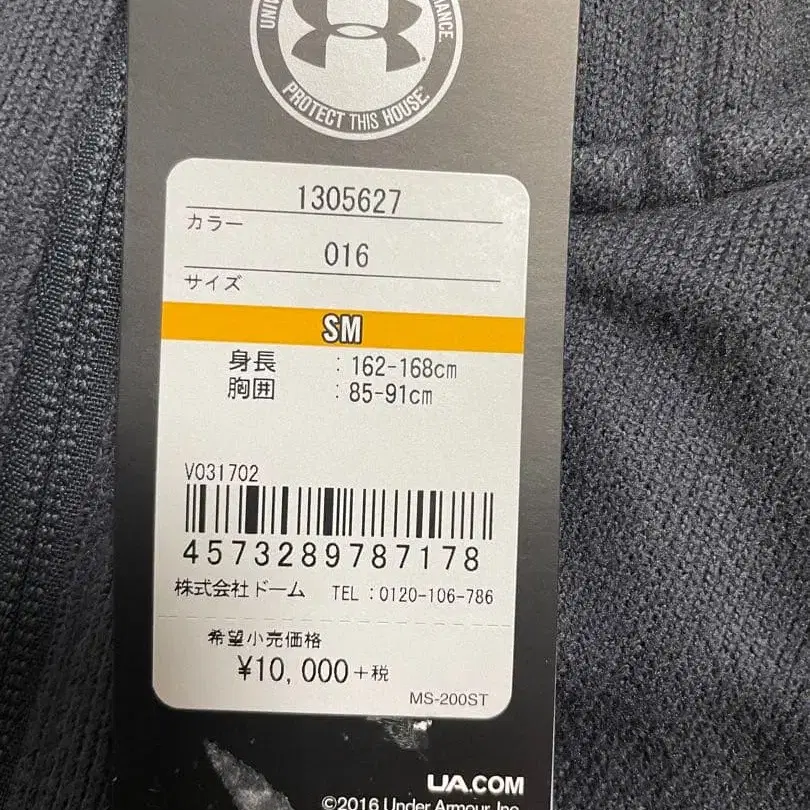 PROTECT THIS HOUSE.
1305627
カラー
016
サイズ
SM
身長 : 162-168cm
胸囲 : 85-91cm
V031702
4573289787178
株式会社ドーム TEL : 0120-106-786
希望小売価格
¥10,000+税
MS-200ST
UA.COM
©2016 Under Armour, Inc.